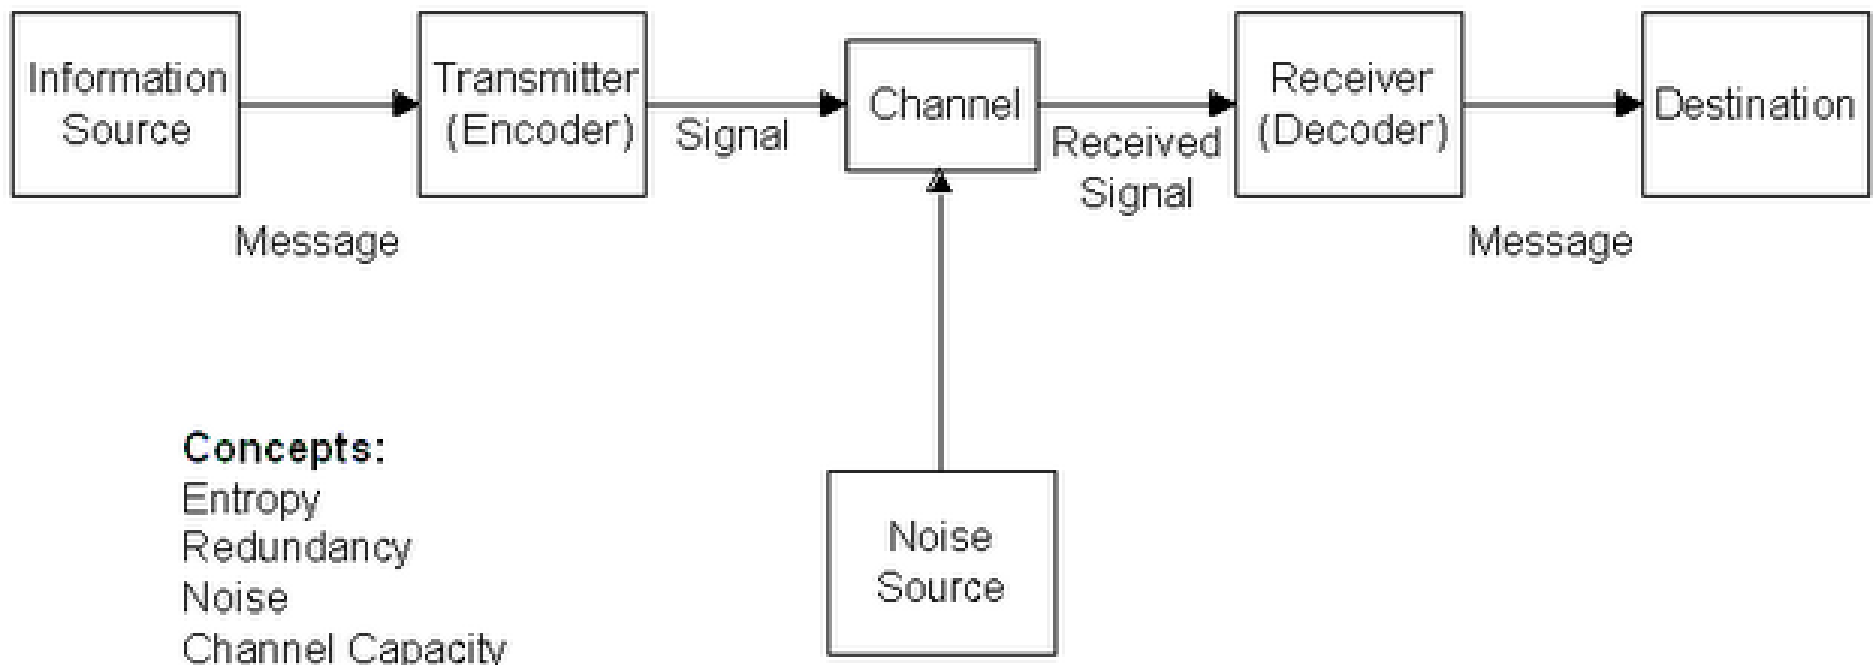 Information
Source
Transmitter
(Encoder)
Channel
Receiver
(Decoder)
Destination
Signal
Received
Signal
Message
Message
Noise
Source
Concepts:
Entropy
Redundancy
Noise
Channel Capacity